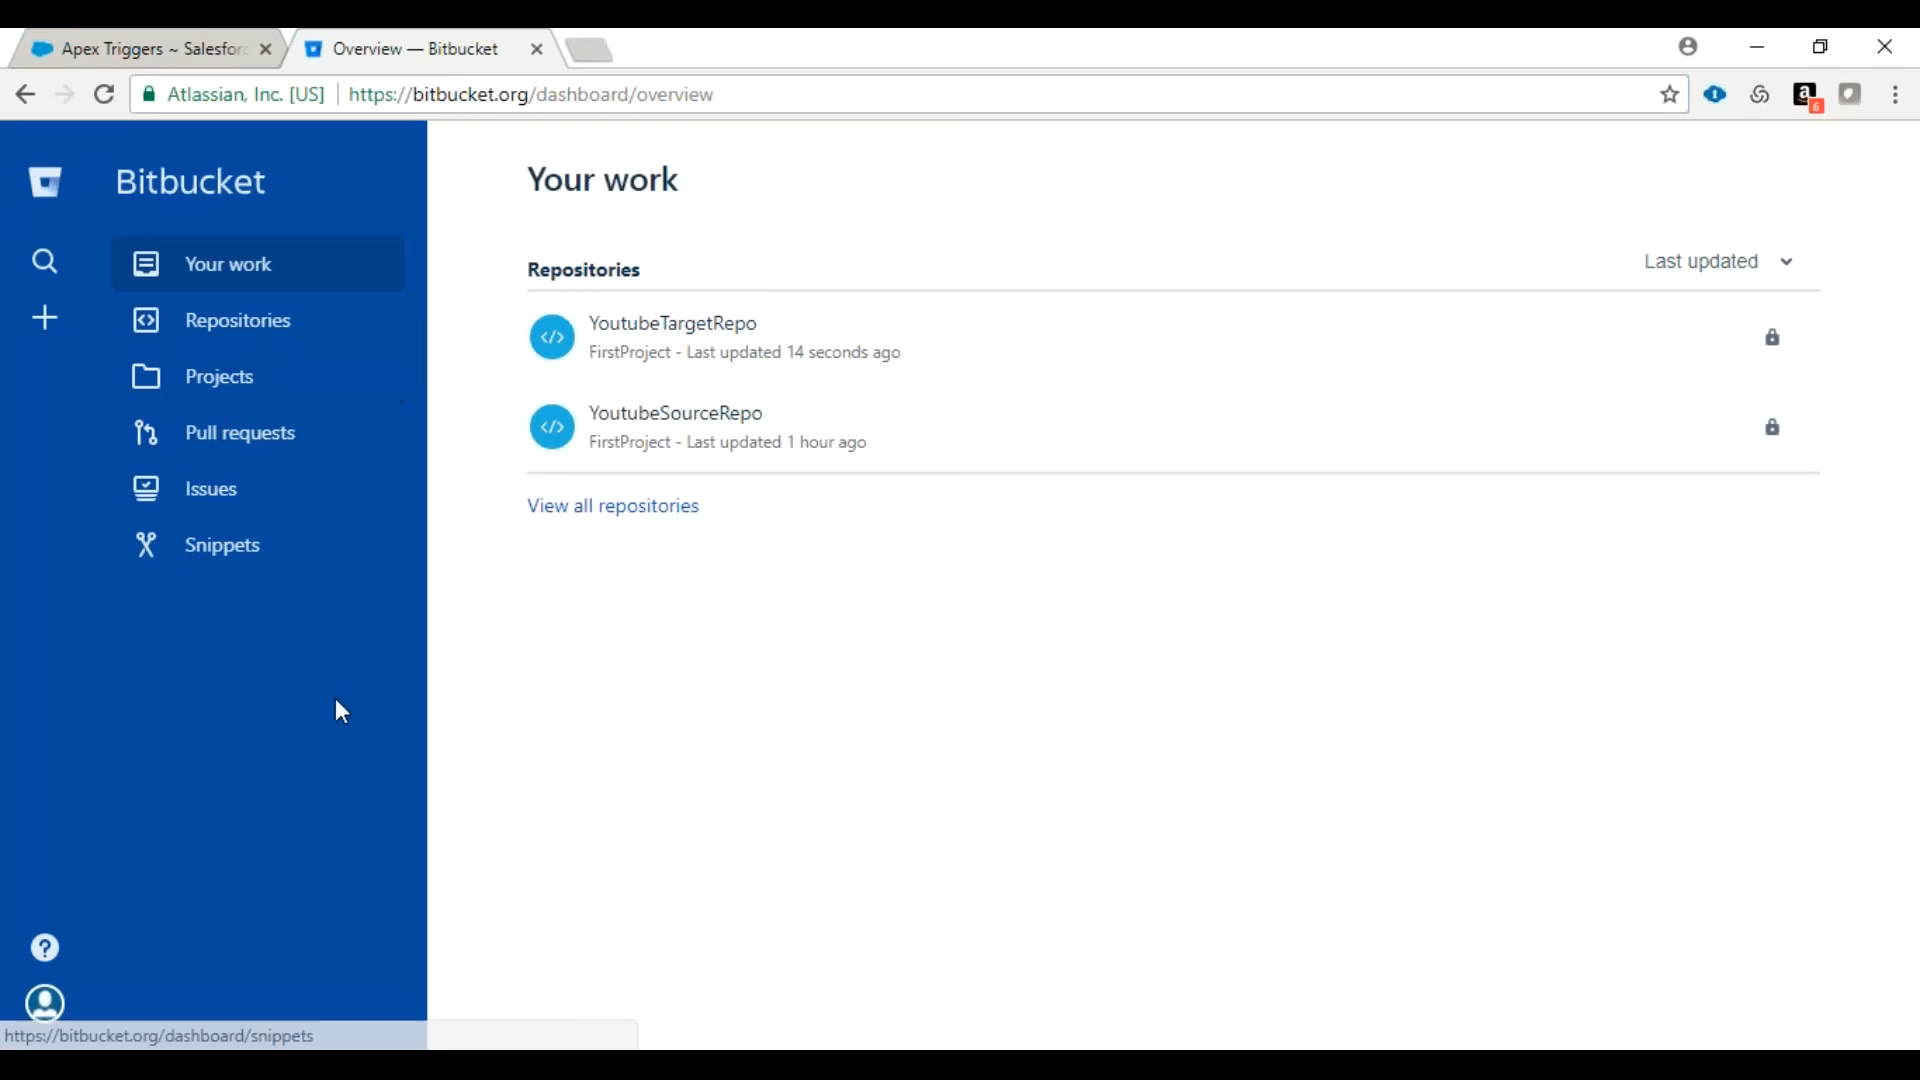 Apex Triggers ~ Salesforc
Overview — Bitbucket
Atlassian, Inc. [US] https://bitbucket.org/dashboard/overview
a
6
Bitbucket
Your work
Repositories
Projects
Pull requests
Issues
Snippets
?
https://bitbucket.org/dashboard/snippets
Your work
Repositories
Last updated
</> YoutubeTargetRepo
FirstProject - Last updated 14 seconds ago
</> YoutubeSourceRepo
FirstProject - Last updated 1 hour ago
View all repositories